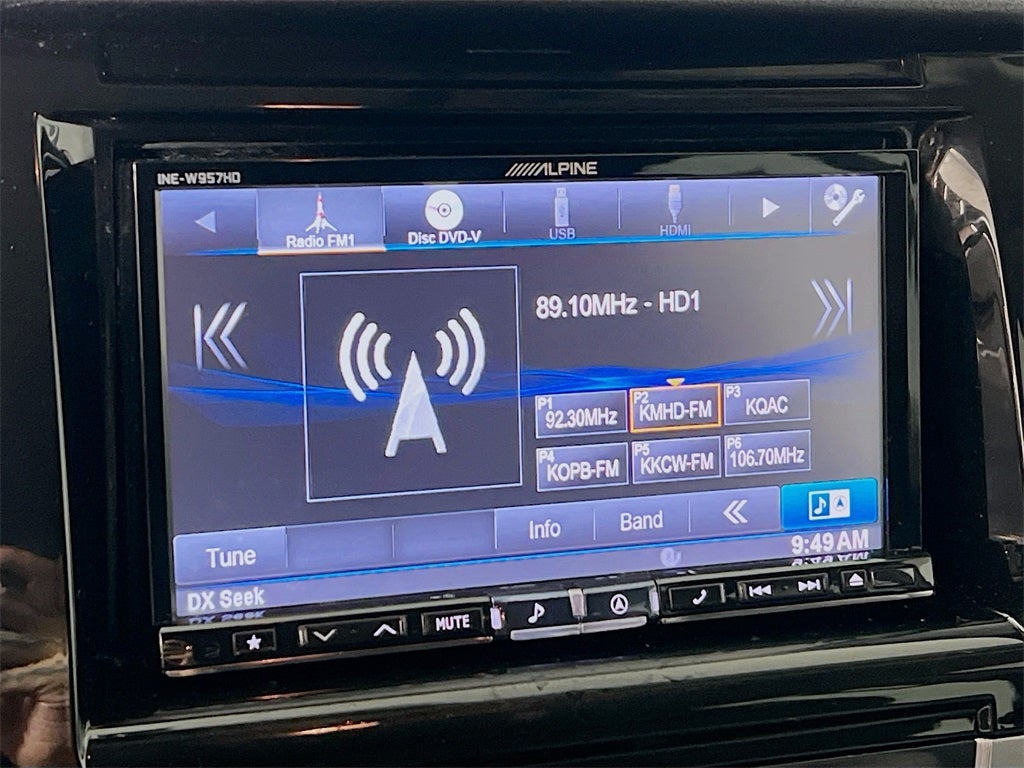 INE-W957HD
ALPINE
Radio FM1
Disc DVD-V
USB
HDMI
89.10MHz - HD1
P1 92.30MHz
P2 KMHD-FM
P3 KQAC
P4 KOPB-FM
P5 KKCW-FM
P6 106.70MHz
Tune
Info
Band
DX Seek
9:49 AM
MUTE